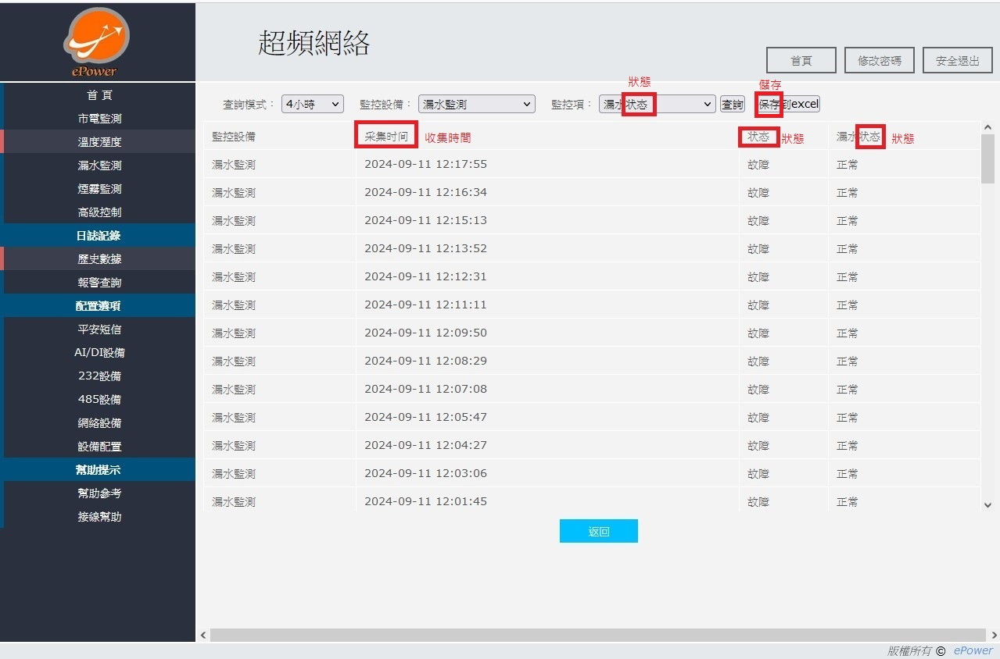 ePower
超頻網絡
首頁 修改密碼 安全退出
首 頁
市電監測
溫度溼度
漏水監測
煙霧監測
高級控制
日誌記錄
歷史數據
報警查詢
配置選項
平安短信
AI/DI設備
232設備
485設備
網絡設備
設備配置
幫助提示
幫助參考
接線幫助
狀態 儲存
查詢模式： 4小時 監控設備： 漏水監測 監控項： 漏水状态 查詢 保存到excel
監控設備 采集时间 收集時間 状态 狀態 漏水状态 狀態
漏水監測 2024-09-11 12:17:55 故障 正常
漏水監測 2024-09-11 12:16:34 故障 正常
漏水監測 2024-09-11 12:15:13 故障 正常
漏水監測 2024-09-11 12:13:52 故障 正常
漏水監測 2024-09-11 12:12:31 故障 正常
漏水監測 2024-09-11 12:11:11 故障 正常
漏水監測 2024-09-11 12:09:50 故障 正常
漏水監測 2024-09-11 12:08:29 故障 正常
漏水監測 2024-09-11 12:07:08 故障 正常
漏水監測 2024-09-11 12:05:47 故障 正常
漏水監測 2024-09-11 12:04:27 故障 正常
漏水監測 2024-09-11 12:03:06 故障 正常
漏水監測 2024-09-11 12:01:45 故障 正常
返回
版權所有 © ePower